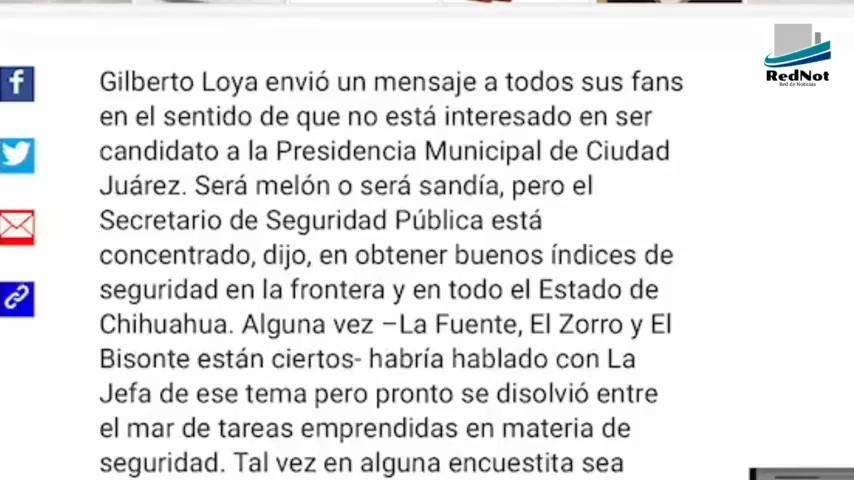 RedNot
Red de Noticias
Gilberto Loya envió un mensaje a todos sus fans
en el sentido de que no está interesado en ser
candidato a la Presidencia Municipal de Ciudad
Juárez. Será melón o será sandía, pero el
Secretario de Seguridad Pública está
concentrado, dijo, en obtener buenos índices de
seguridad en la frontera y en todo el Estado de
Chihuahua. Alguna vez –La Fuente, El Zorro y El
Bisonte están ciertos- habría hablado con La
Jefa de ese tema pero pronto se disolvió entre
el mar de tareas emprendidas en materia de
seguridad. Tal vez en alguna encuestita sea